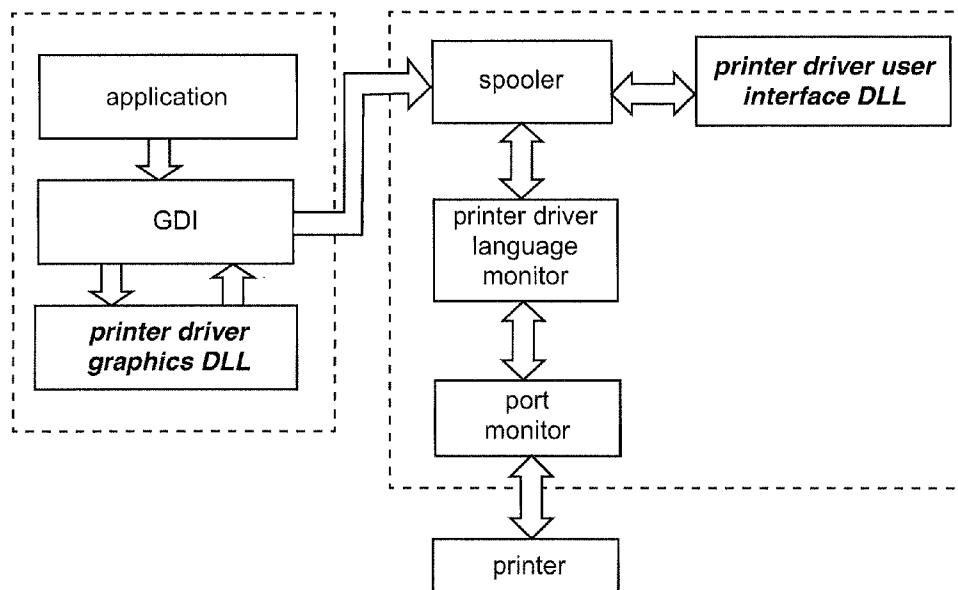 application
GDI
printer driver
graphics DLL
spooler
printer driver user
interface DLL
printer driver
language
monitor
port
monitor
printer